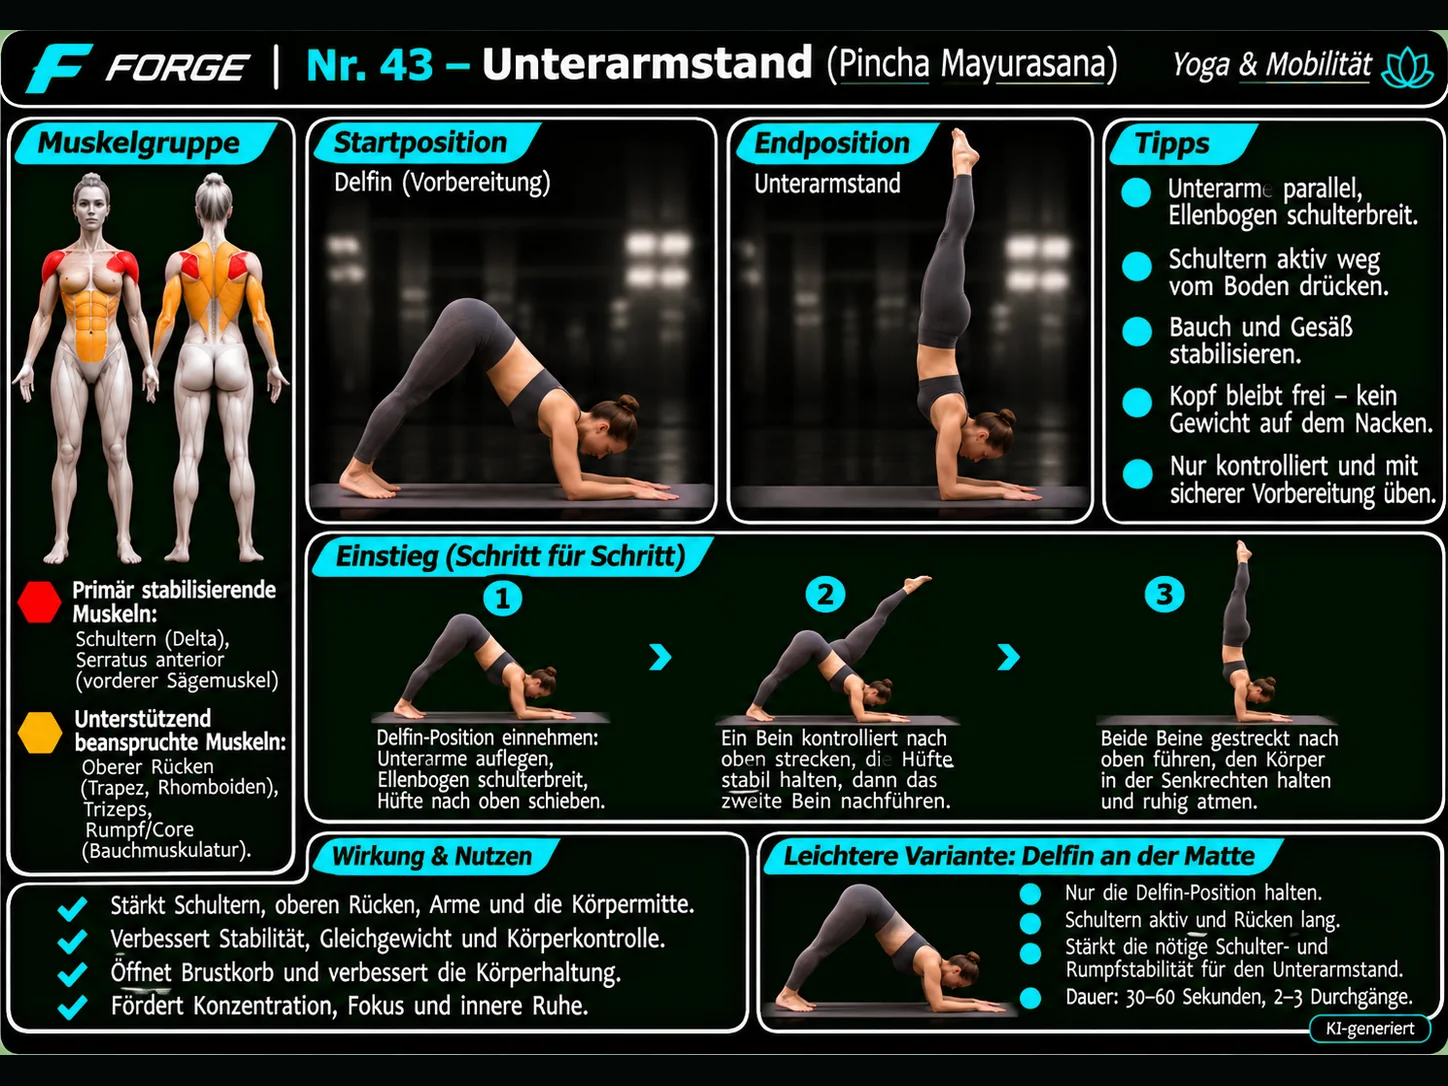 FORGE | Nr. 43 – Unterarmstand (Pincha Mayurasana)
Yoga & Mobilität
Muskelgruppe
Primär stabilisierende
Muskeln:
Schultern (Delta),
Serratus anterior
(vorderer Sägemuskel)
Unterstützend
beanspruchte Muskeln:
Oberer Rücken
(Trapez, Rhomboiden),
Trizeps,
Rumpf/Core
(Bauchmuskulatur).
Startposition
Delfin (Vorbereitung)
Endposition
Unterarmstand
Tipps
Unterarme parallel,
Ellenbogen schulterbreit.
Schultern aktiv weg
vom Boden drücken.
Bauch und Gesäß
stabilisieren.
Kopf bleibt frei – kein
Gewicht auf dem Nacken.
Nur kontrolliert und mit
sicherer Vorbereitung üben.
Einstieg (Schritt für Schritt)
1
Delfin-Position einnehmen:
Unterarme auflegen,
Ellenbogen schulterbreit,
Hüfte nach oben schieben.
2
Ein Bein kontrolliert nach
oben strecken, die Hüfte
stabil halten, dann das
zweite Bein nachführen.
3
Beide Beine gestreckt nach
oben führen, den Körper
in der Senkrechten halten
und ruhig atmen.
Wirkung & Nutzen
Stärkt Schultern, oberen Rücken, Arme und die Körpermitte.
Verbessert Stabilität, Gleichgewicht und Körperkontrolle.
Öffnet Brustkorb und verbessert die Körperhaltung.
Fördert Konzentration, Fokus und innere Ruhe.
Leichtere Variante: Delfin an der Matte
Nur die Delfin-Position halten.
Schultern aktiv und Rücken lang.
Stärkt die nötige Schulter- und
Rumpfstabilität für den Unterarmstand.
Dauer: 30–60 Sekunden, 2–3 Durchgänge.
KI-generiert